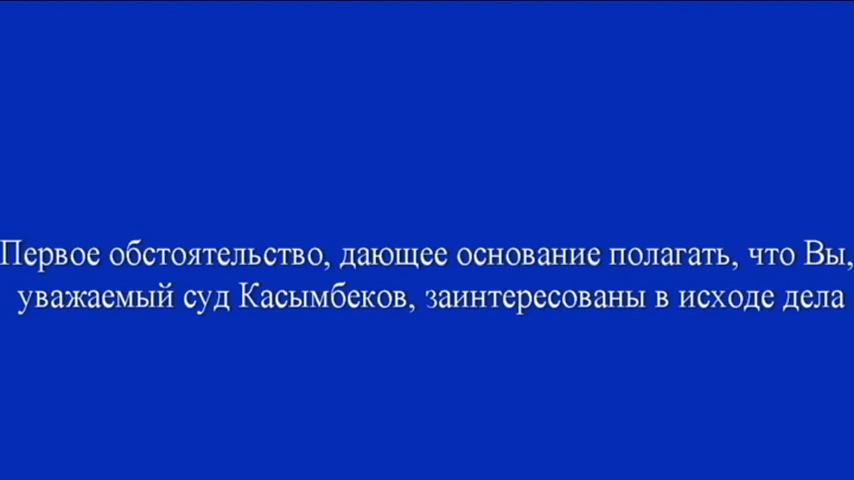 Первое обстоятельство, дающее основание полагать, что Вы,
уважаемый суд Касымбеков, заинтересованы в исходе дела